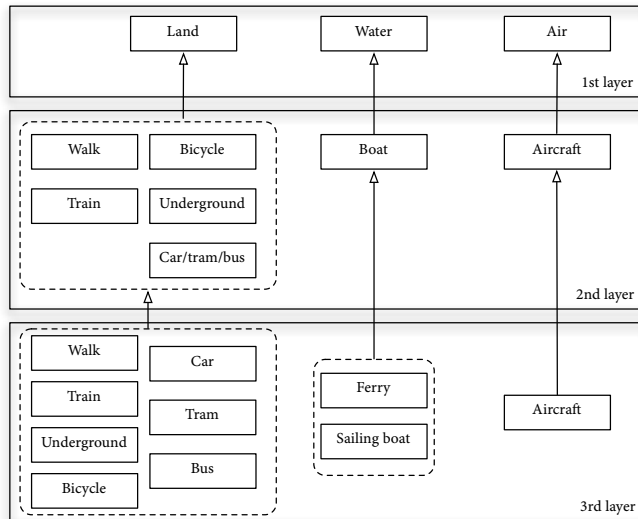 Land
Water
Air
1st layer
Walk
Bicycle
Boat
Aircraft
Train
Underground
Car/tram/bus
2nd layer
Walk
Car
Train
Ferry
Tram
Aircraft
Underground
Sailing boat
Bus
Bicycle
3rd layer